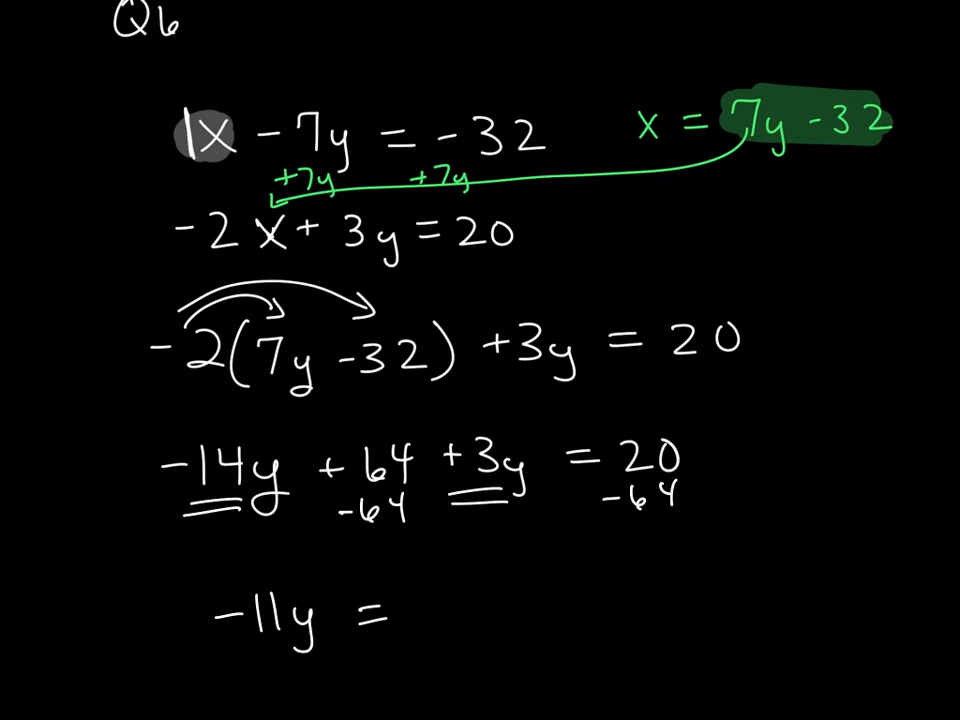 Q6
1x - 7y = -32 x = 7y - 32
+7y +7y
-2x + 3y = 20
-2(7y - 32) + 3y = 20
-14y + 64 + 3y = 20
-64 -64
-11y =